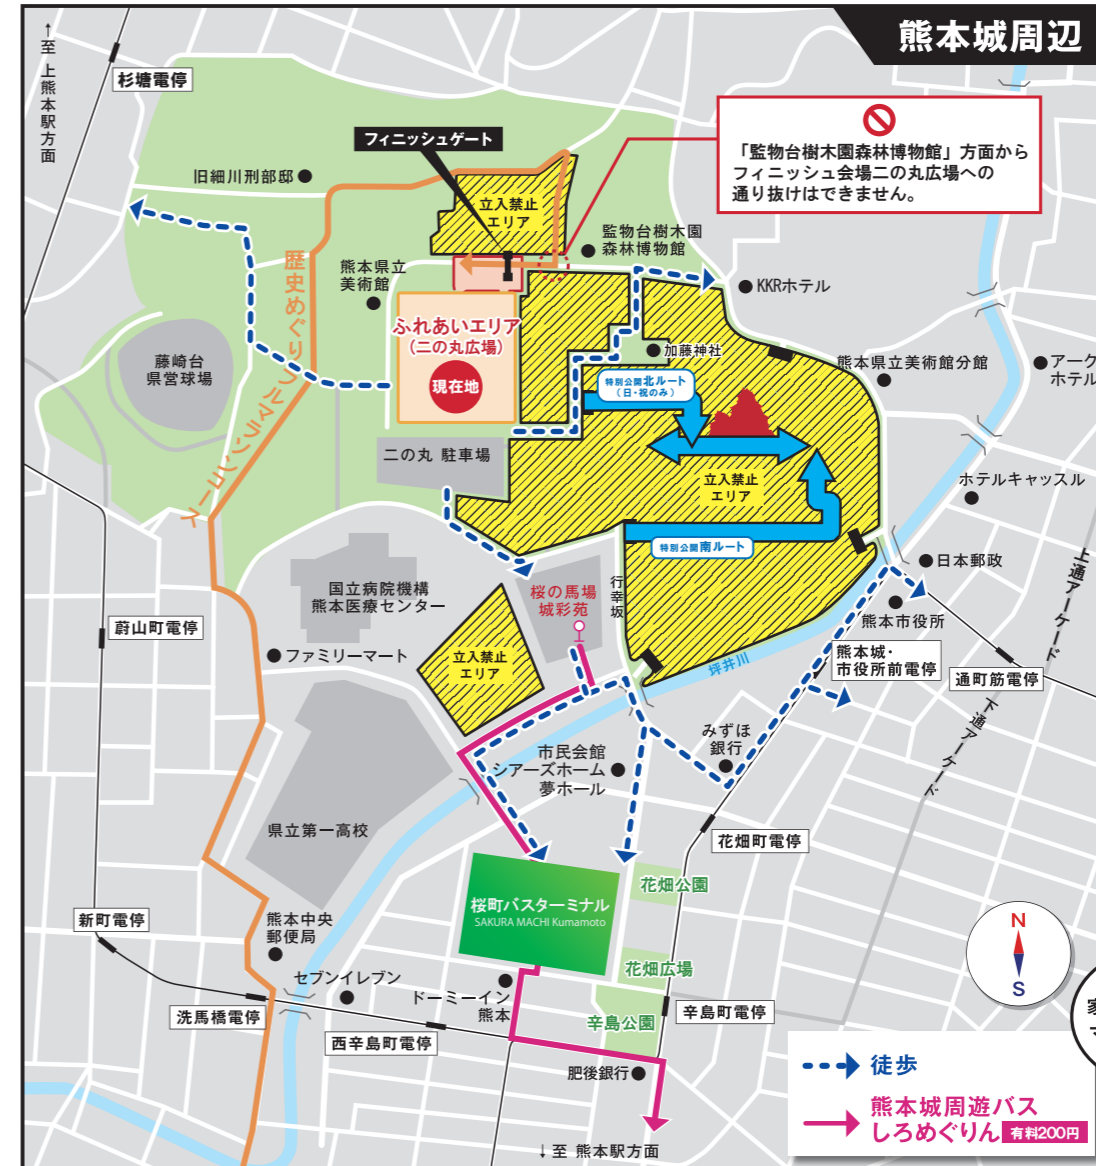 熊本城周辺
↑至 上熊本駅方面
杉塘電停
フィニッシュゲート
「監物台樹木園森林博物館」方面から
フィニッシュ会場二の丸広場への
通り抜けはできません。
旧細川刑部邸
立入禁止
エリア
監物台樹木園
森林博物館
熊本県立
美術館
KKRホテル
歴史めぐりフルマラソンコース
ふれあいエリア
(二の丸広場)
現在地
加藤神社
藤崎台
県営球場
熊本県立美術館分館
アーク
ホテル
特別公開北ルート
(日・祝のみ)
二の丸 駐車場
立入禁止
エリア
ホテルキャッスル
特別公開南ルート
日本郵政
上通アーケード
国立病院機構
熊本医療センター
桜の馬場
城彩苑
行幸坂
熊本市役所
蔚山町電停
ファミリーマート
立入禁止
エリア
坪井川
熊本城・
市役所前電停
通町筋電停
下通アーケード
みずほ
銀行
市民会館
シアーズホーム
夢ホール
県立第一高校
花畑町電停
花畑公園
桜町バスターミナル
SAKURA MACHI Kumamoto
新町電停
熊本中央
郵便局
花畑広場
N
S
セブンイレブン
ドーミーイン
熊本
辛島公園
辛島町電停
洗馬橋電停
西辛島町電停
肥後銀行
↓至 熊本駅方面
徒歩
熊本城周遊バス
しろめぐりん 有料200円